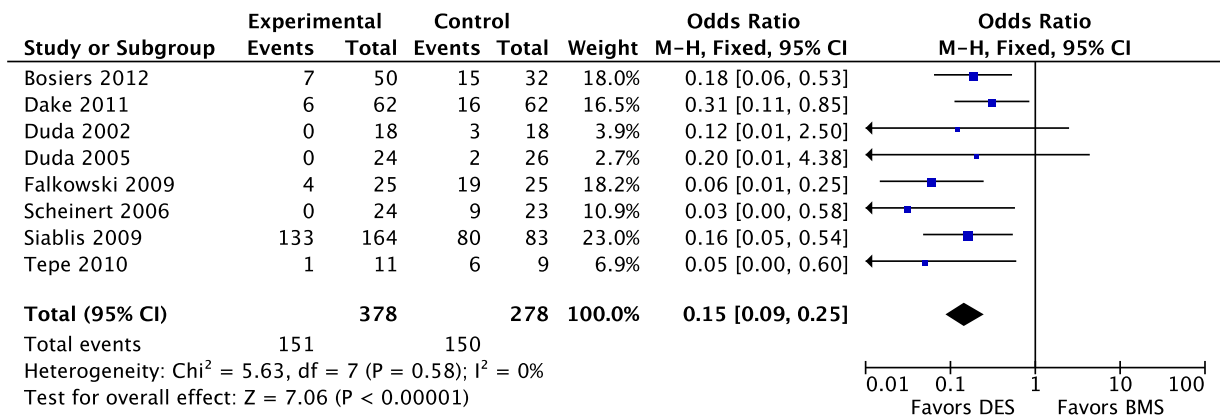 Experimental Control Odds Ratio Odds Ratio
Study or Subgroup Events Total Events Total Weight M-H, Fixed, 95% CI M-H, Fixed, 95% CI
Bosiers 2012 7 50 15 32 18.0% 0.18 [0.06, 0.53]
Dake 2011 6 62 16 62 16.5% 0.31 [0.11, 0.85]
Duda 2002 0 18 3 18 3.9% 0.12 [0.01, 2.50]
Duda 2005 0 24 2 26 2.7% 0.20 [0.01, 4.38]
Falkowski 2009 4 25 19 25 18.2% 0.06 [0.01, 0.25]
Scheinert 2006 0 24 9 23 10.9% 0.03 [0.00, 0.58]
Siablis 2009 133 164 80 83 23.0% 0.16 [0.05, 0.54]
Tepe 2010 1 11 6 9 6.9% 0.05 [0.00, 0.60]
Total (95% CI) 378 278 100.0% 0.15 [0.09, 0.25]
Total events 151 150
Heterogeneity: Chi² = 5.63, df = 7 (P = 0.58); I² = 0%
Test for overall effect: Z = 7.06 (P < 0.00001)
0.01 0.1 1 10 100
Favors DES Favors BMS